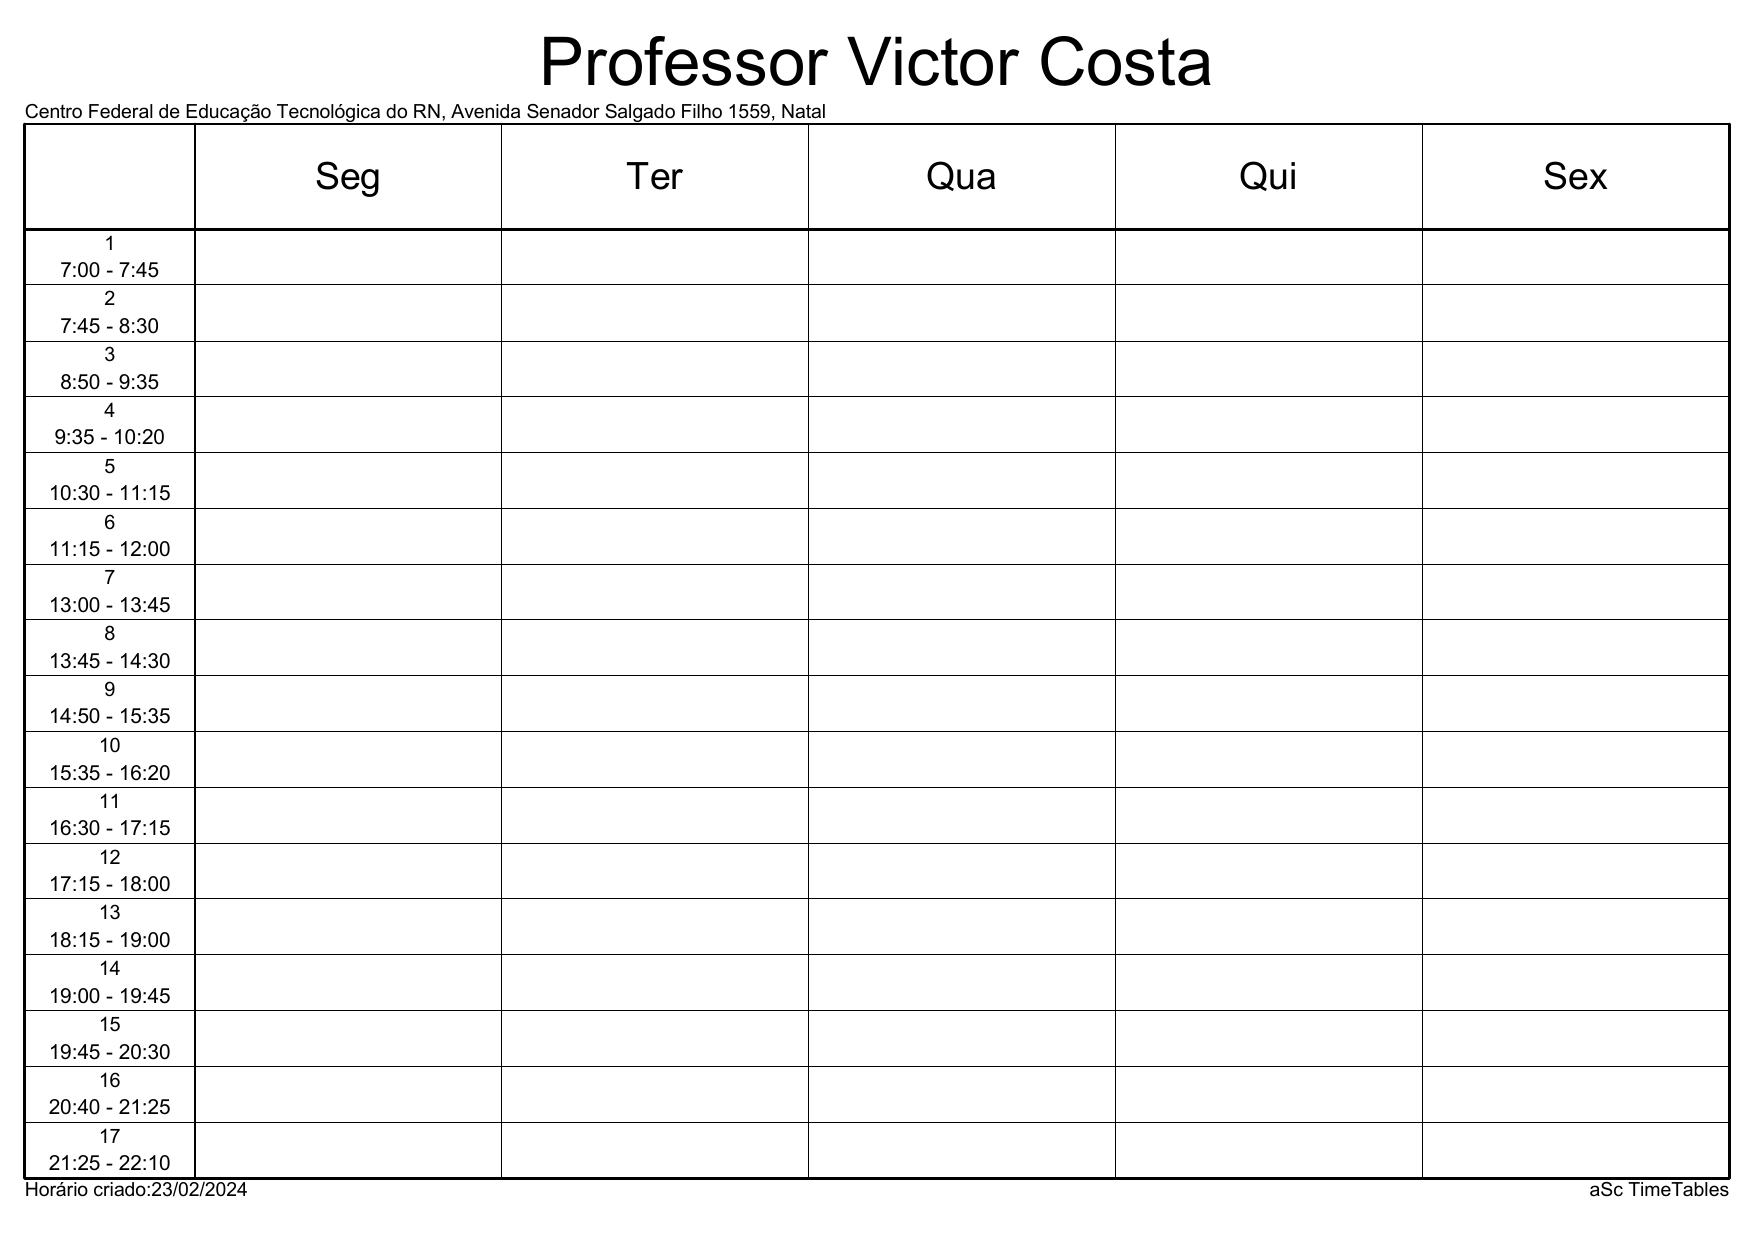 Professor Victor Costa
Centro Federal de Educação Tecnológica do RN, Avenida Senador Salgado Filho 1559, Natal
Seg Ter Qua Qui Sex
1
7:00 - 7:45
2
7:45 - 8:30
3
8:50 - 9:35
4
9:35 - 10:20
5
10:30 - 11:15
6
11:15 - 12:00
7
13:00 - 13:45
8
13:45 - 14:30
9
14:50 - 15:35
10
15:35 - 16:20
11
16:30 - 17:15
12
17:15 - 18:00
13
18:15 - 19:00
14
19:00 - 19:45
15
19:45 - 20:30
16
20:40 - 21:25
17
21:25 - 22:10
Horário criado:23/02/2024 aSc TimeTables